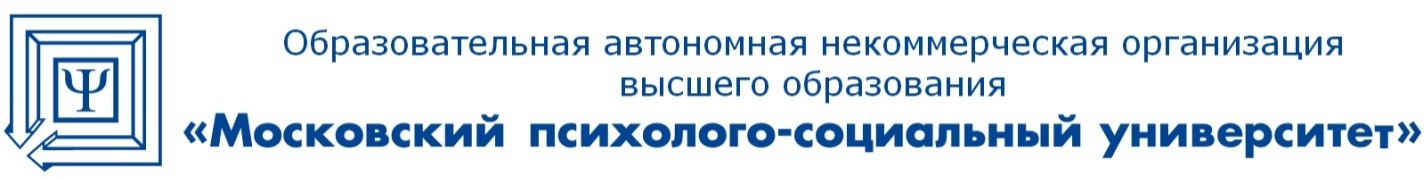 Образовательная автономная некоммерческая организация
высшего образования
«Московский психолого-социальный университет»
Ψ